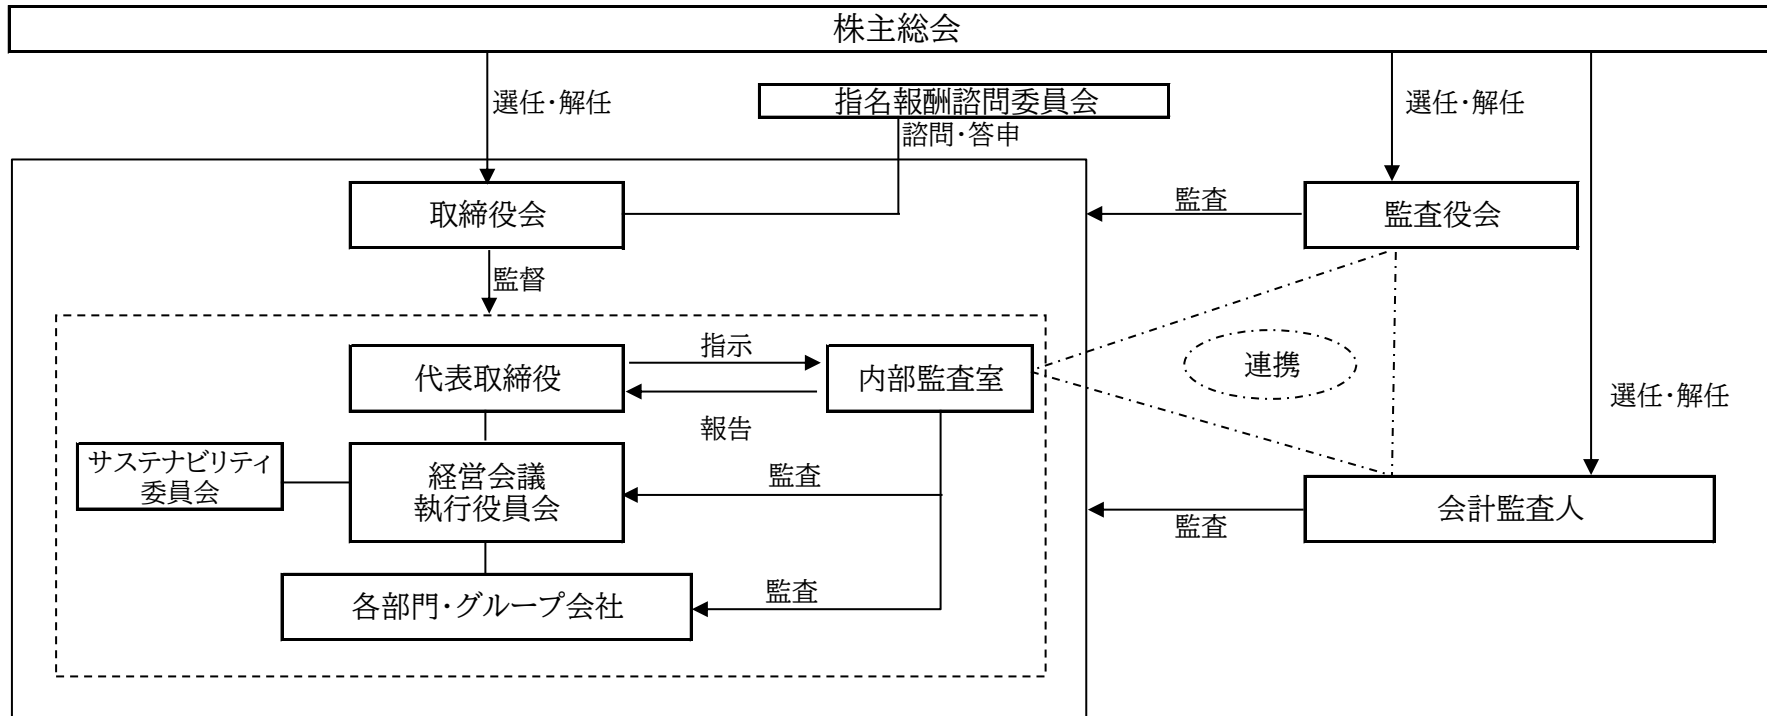 株主総会
選任・解任
指名報酬諮問委員会
選任・解任
諮問・答申
取締役会
監査
監査役会
監督
代表取締役
指示
内部監査室
連携
報告
選任・解任
サステナビリティ
委員会
経営会議
執行役員会
監査
会計監査人
監査
各部門・グループ会社
監査